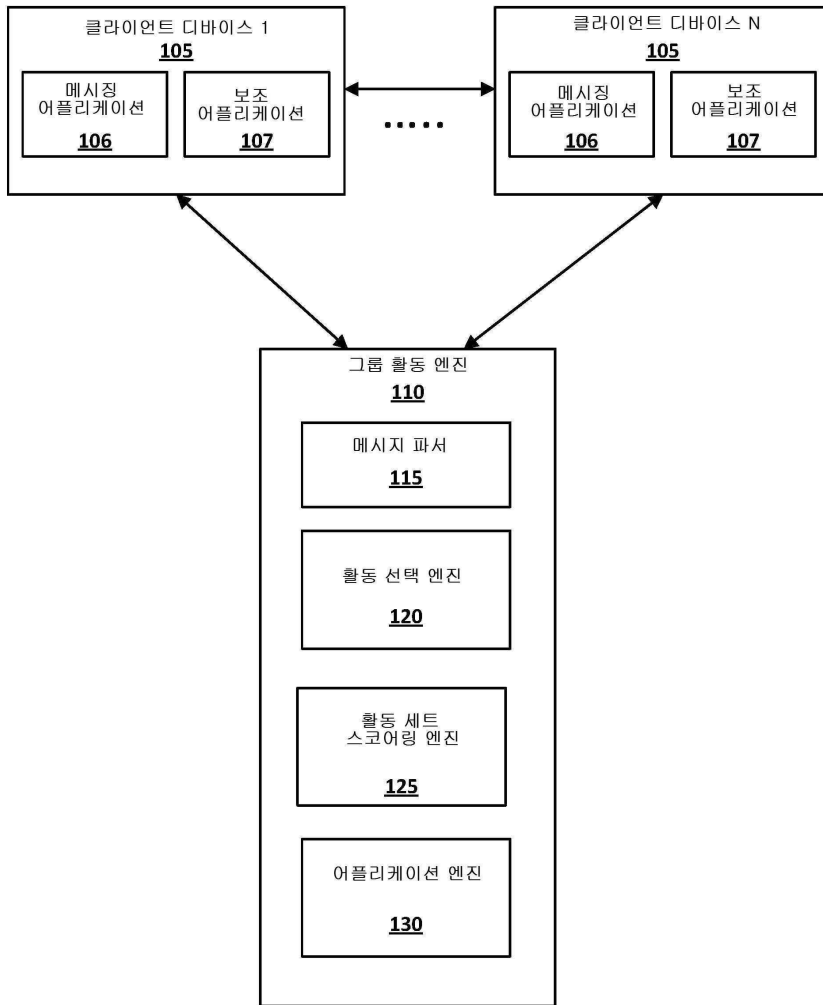 클라이언트 디바이스 1
105
메시징
어플리케이션
106
보조
어플리케이션
107
.....
클라이언트 디바이스 N
105
메시징
어플리케이션
106
보조
어플리케이션
107
그룹 활동 엔진
110
메시지 파서
115
활동 선택 엔진
120
활동 세트
스코어링 엔진
125
어플리케이션 엔진
130